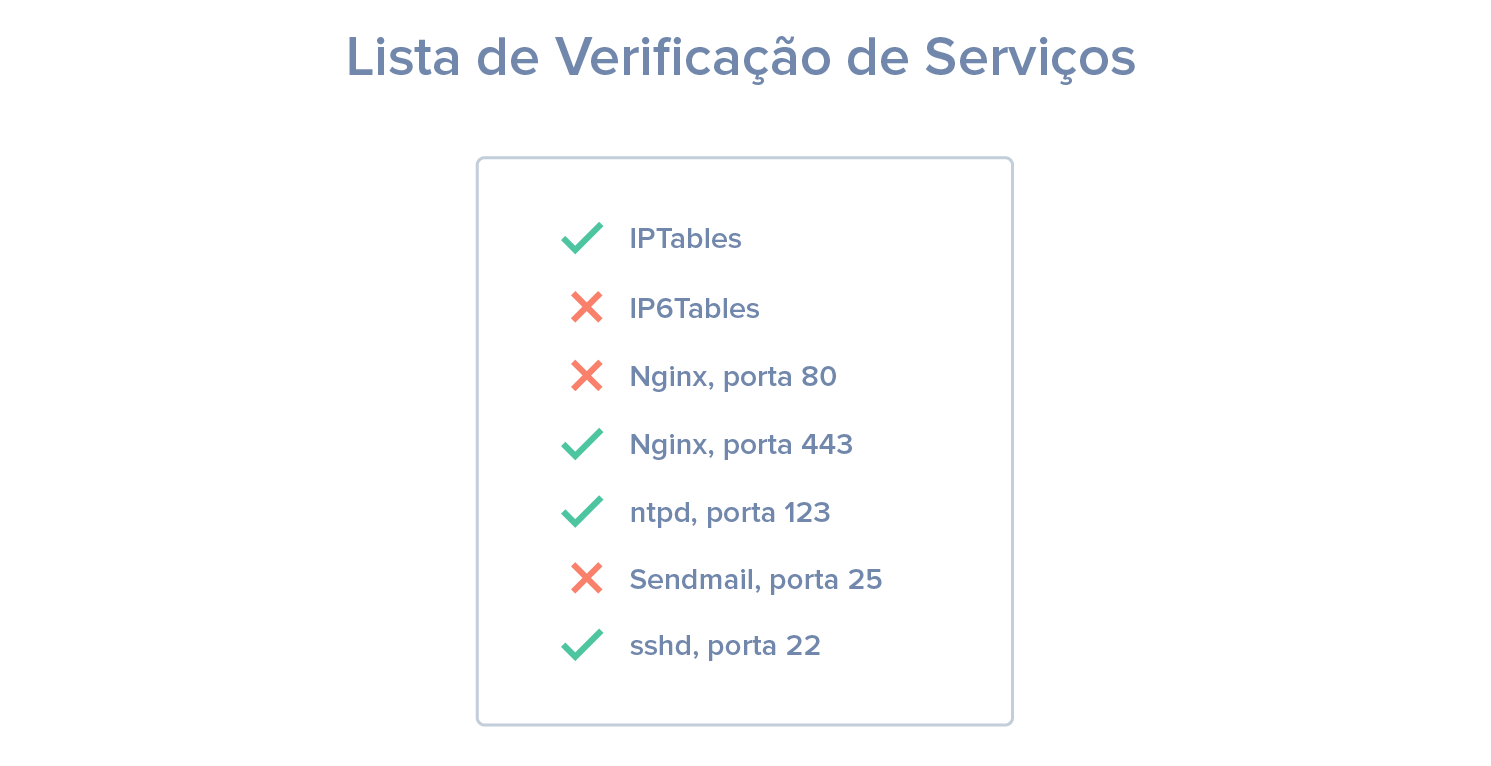 Lista de Verificação de Serviços
IPTables
IP6Tables
Nginx, porta 80
Nginx, porta 443
ntpd, porta 123
Sendmail, porta 25
sshd, porta 22